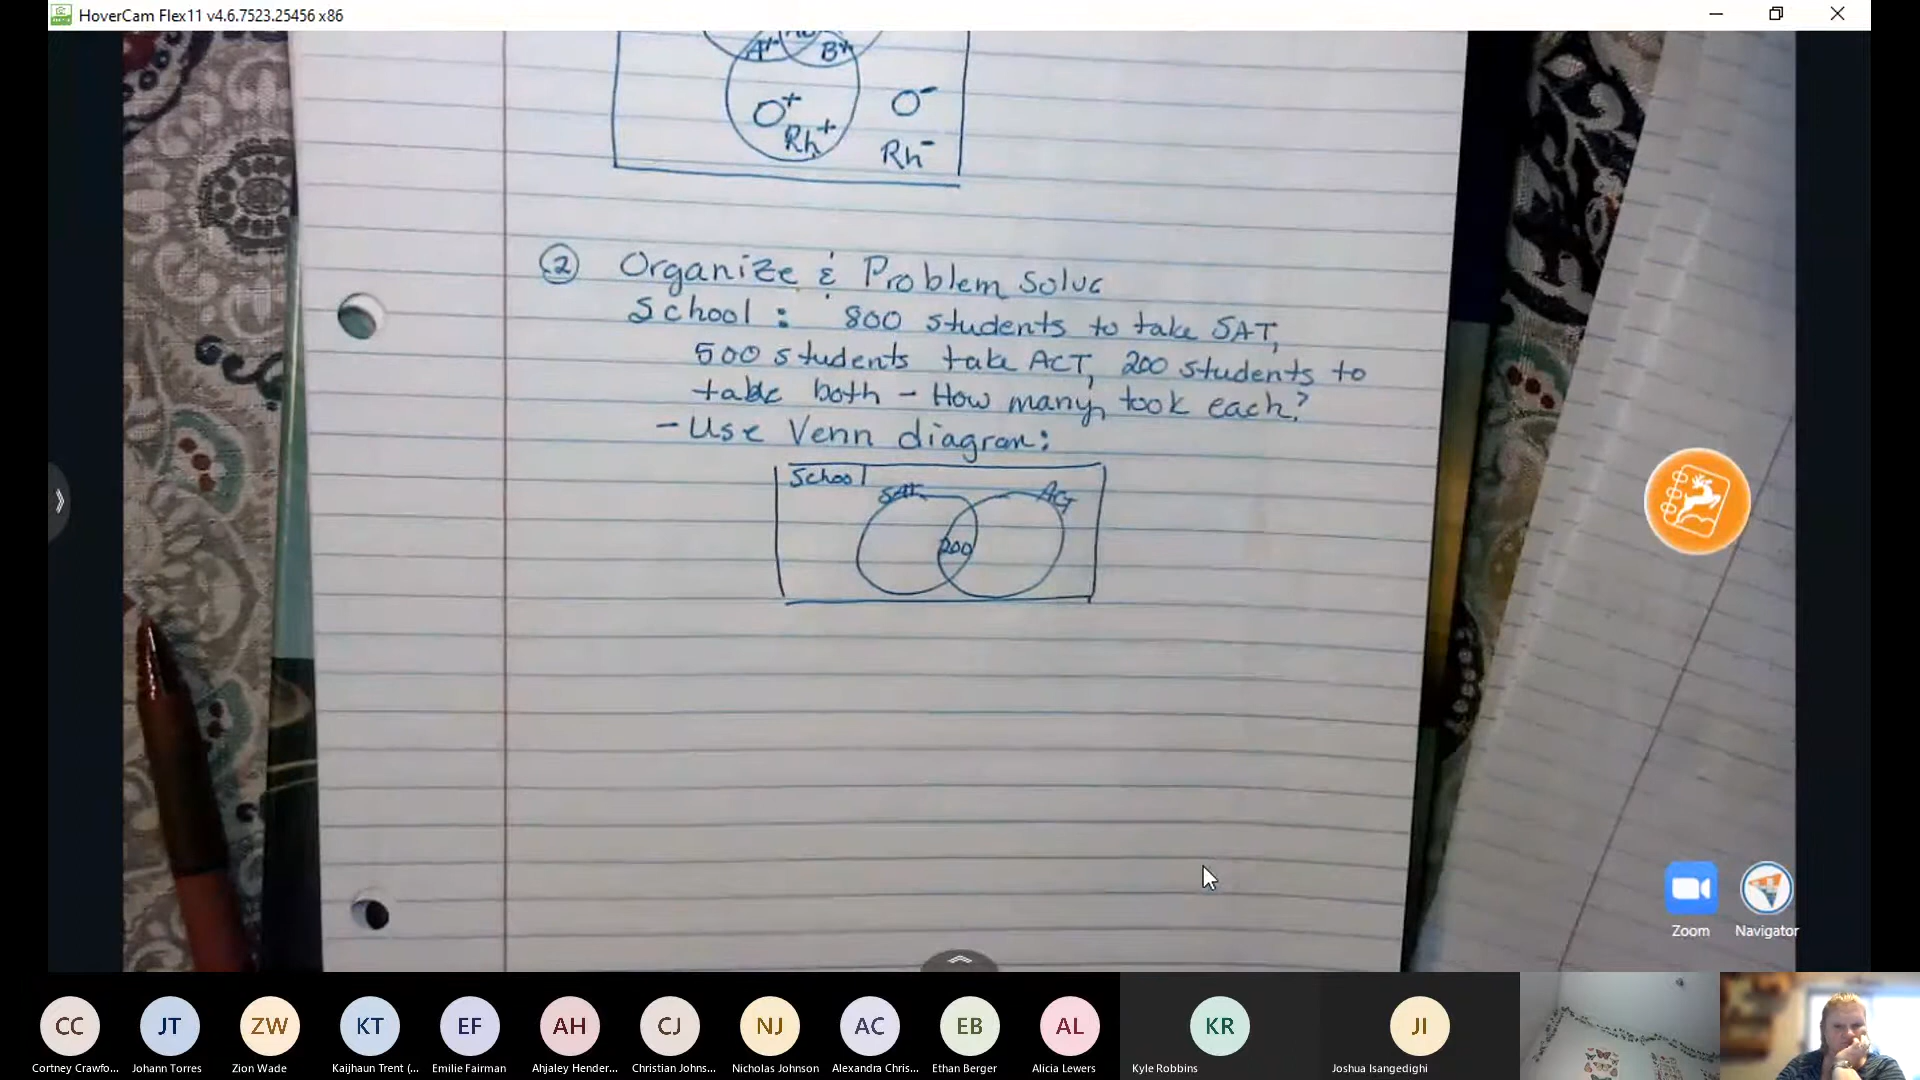 HoverCam Flex11 v4.6.7523.25456 x86
A+
B+
O+
Rh+
O-
Rh-
② Organize & Problem Solve
School: 800 students to take SAT,
500 students take ACT, 200 students to
take both - How many took each?
- Use Venn diagram:
School
SAT
ACT
200
Zoom
Navigator
CC
JT
ZW
KT
EF
AH
CJ
NJ
AC
EB
AL
KR
JI
Cortney Crawfo...
Johann Torres
Zion Wade
Kaijhaun Trent (...
Emilie Fairman
Ahjaley Hender...
Christian Johns...
Nicholas Johnson
Alexandra Chris...
Ethan Berger
Alicia Lewers
Kyle Robbins
Joshua Isangedighi